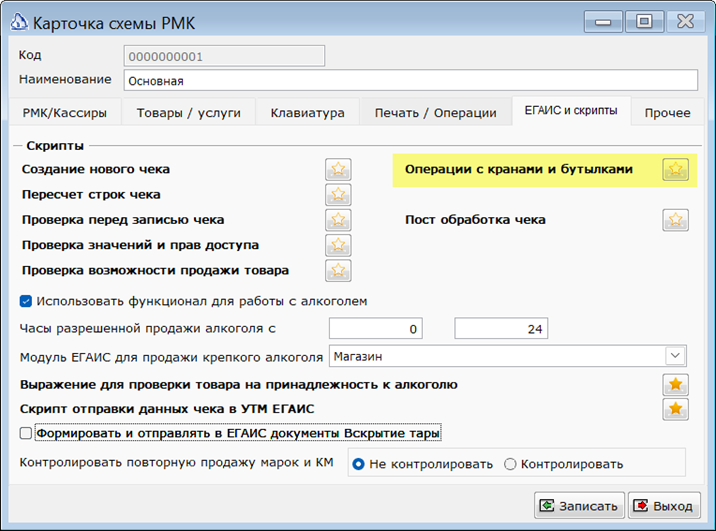 Карточка схемы РМК
Код 0000000001
Наименование Основная
РМК/Кассиры Товары / услуги Клавиатура Печать / Операции ЕГАИС и скрипты Прочее
Скрипты
Создание нового чека Операции с кранами и бутылками
Пересчет строк чека
Проверка перед записью чека Пост обработка чека
Проверка значений и прав доступа
Проверка возможности продажи товара
Использовать функционал для работы с алкоголем
Часы разрешенной продажи алкоголя с 0 24
Модуль ЕГАИС для продажи крепкого алкоголя Магазин
Выражение для проверки товара на принадлежность к алкоголю
Скрипт отправки данных чека в УТМ ЕГАИС
Формировать и отправлять в ЕГАИС документы Вскрытие тары
Контролировать повторную продажу марок и КМ Не контролировать Контролировать
Записать Выход